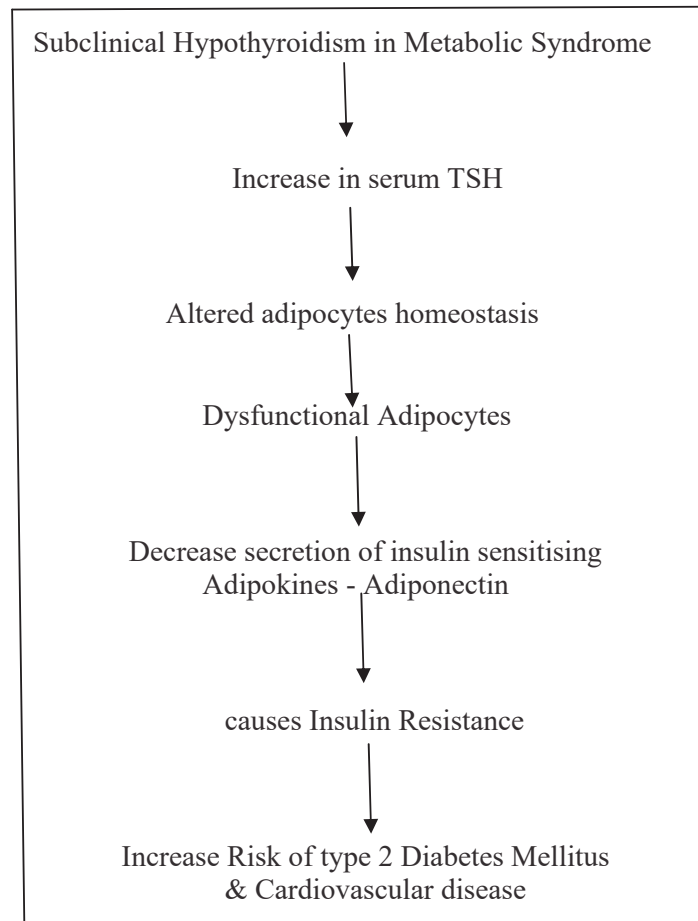 Subclinical Hypothyroidism in Metabolic Syndrome
Increase in serum TSH
Altered adipocytes homeostasis
Dysfunctional Adipocytes
Decrease secretion of insulin sensitising
Adipokines - Adiponectin
causes Insulin Resistance
Increase Risk of type 2 Diabetes Mellitus
& Cardiovascular disease